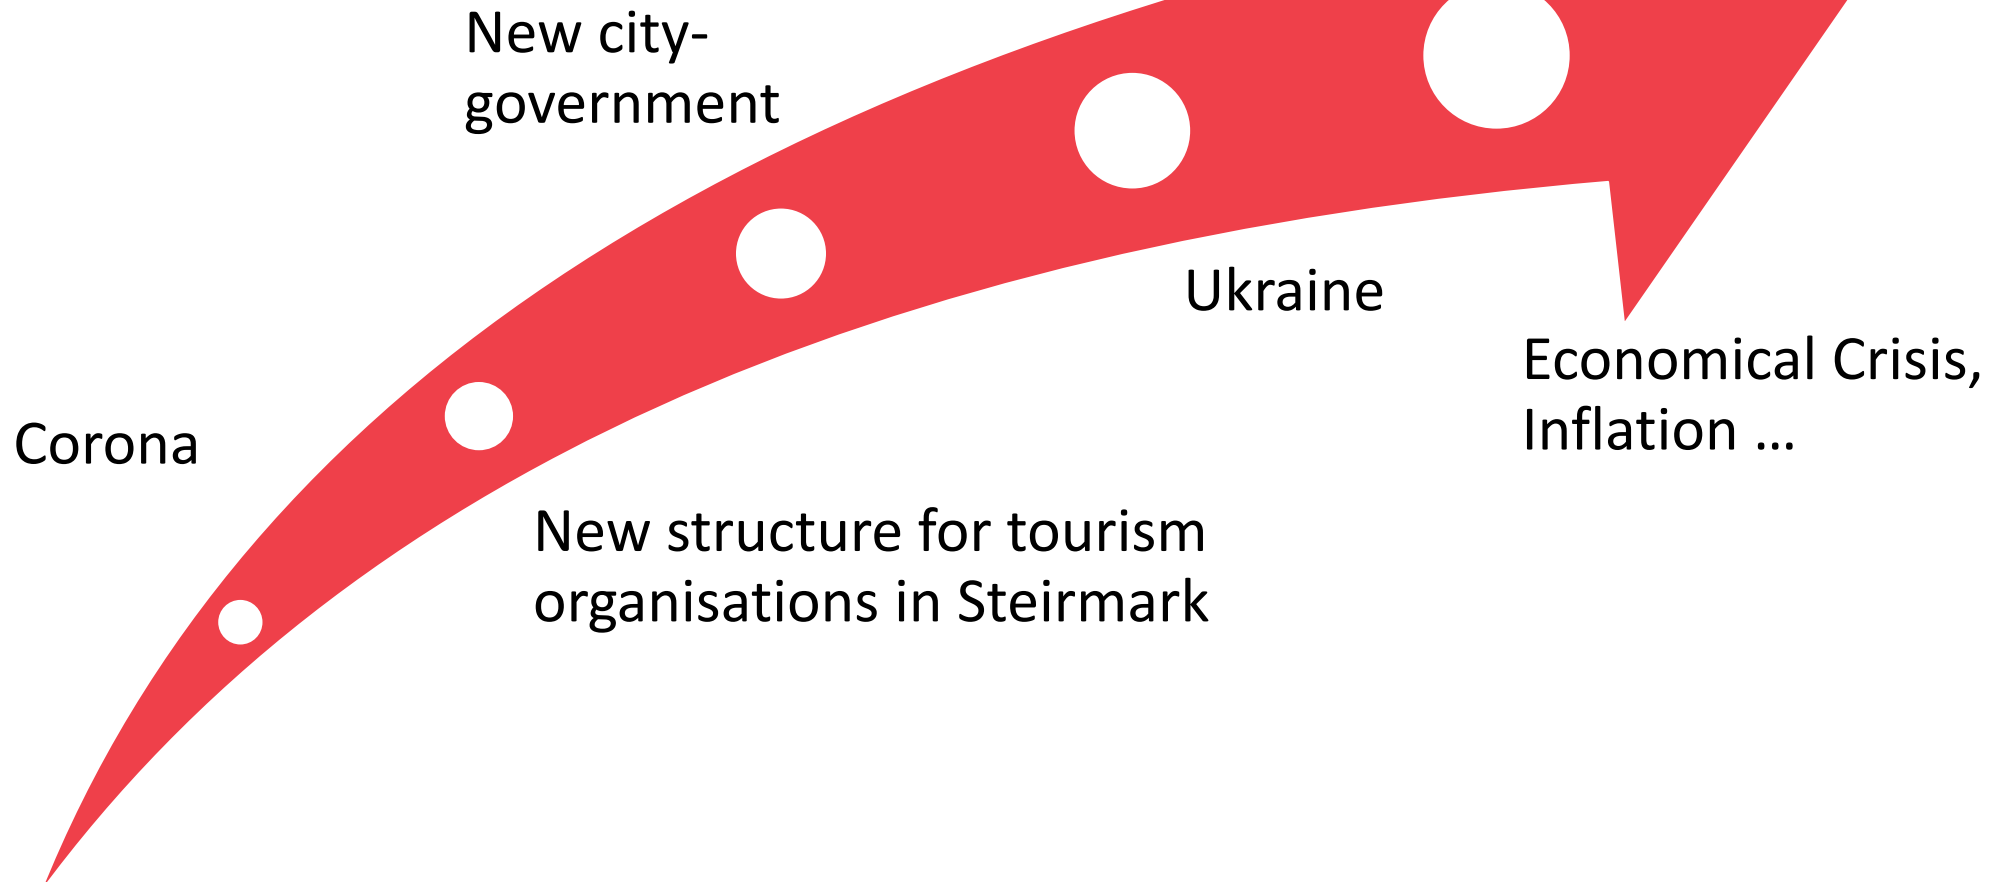 New city-
government
Ukraine
Economical Crisis,
Inflation ...
Corona
New structure for tourism
organisations in Steirmark